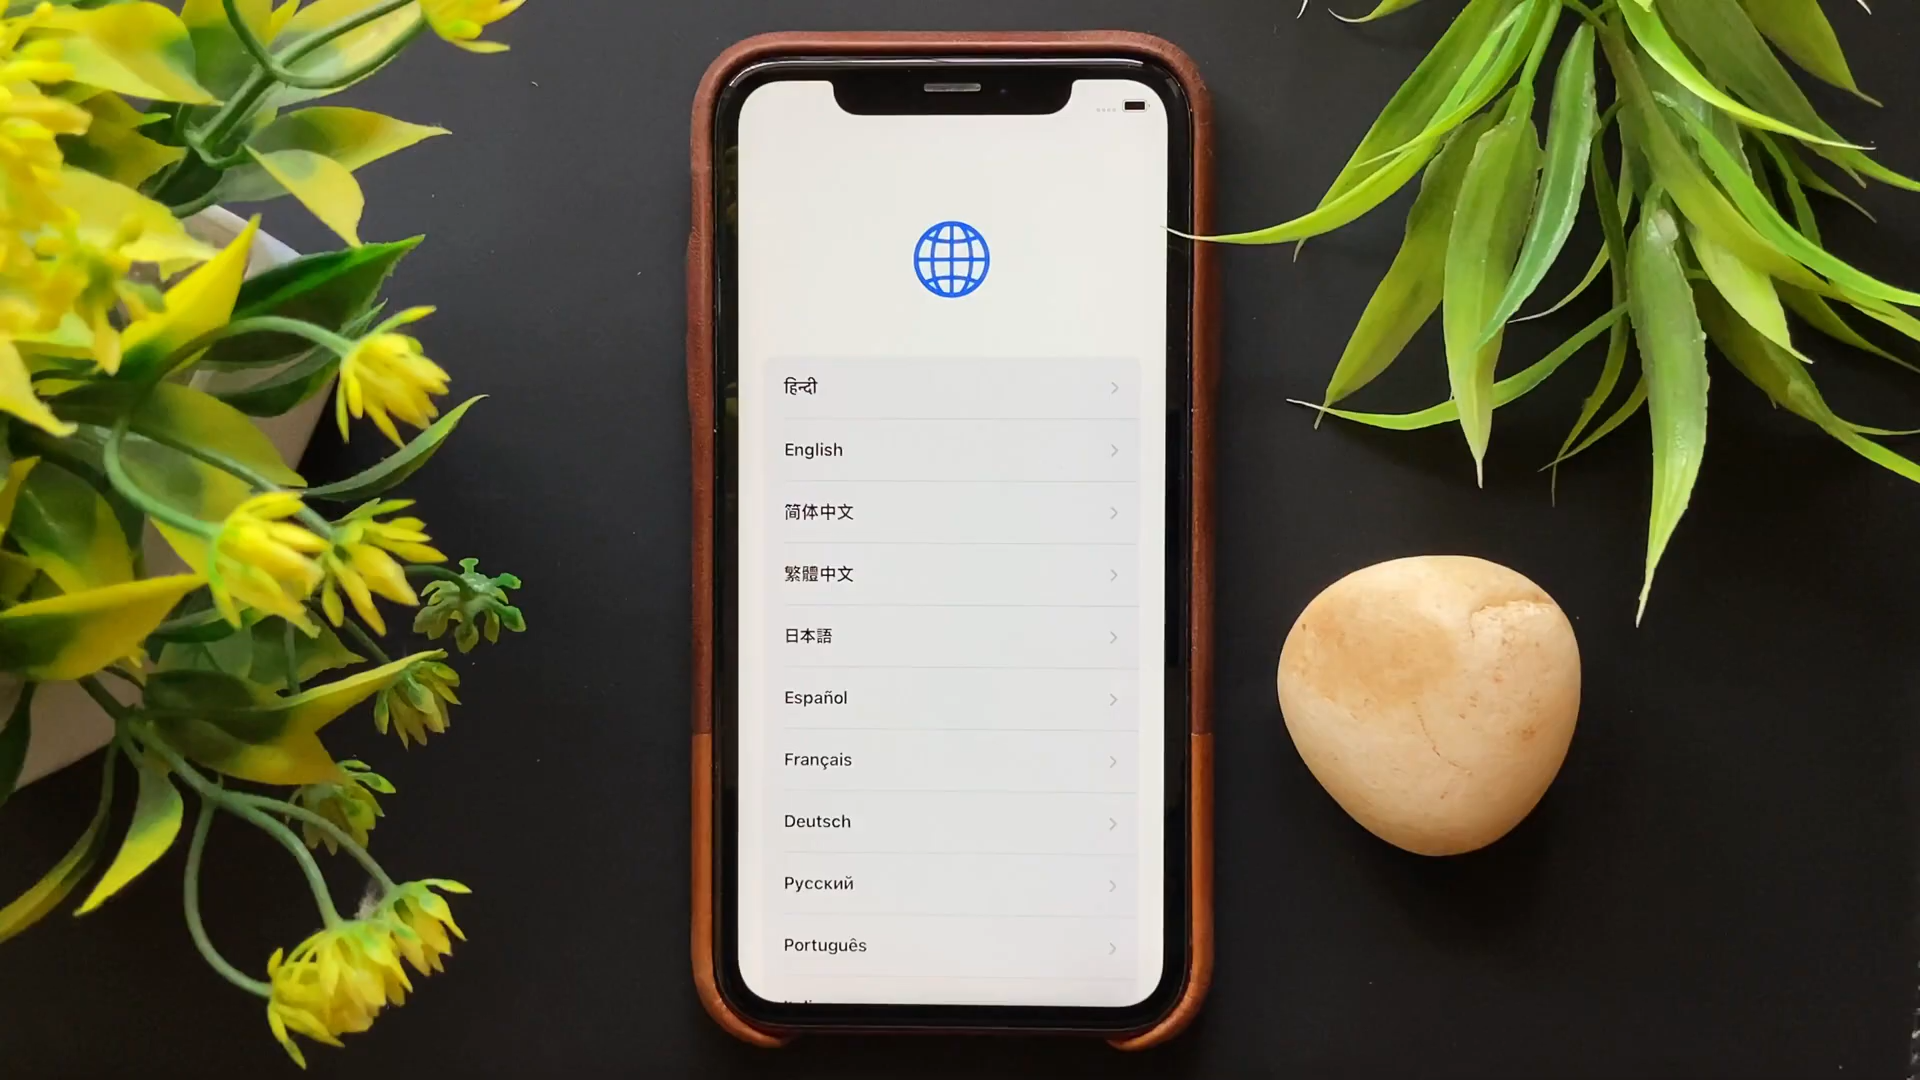 हिन्दी
English
简体中文
繁體中文
日本語
Español
Français
Deutsch
Русский
Português